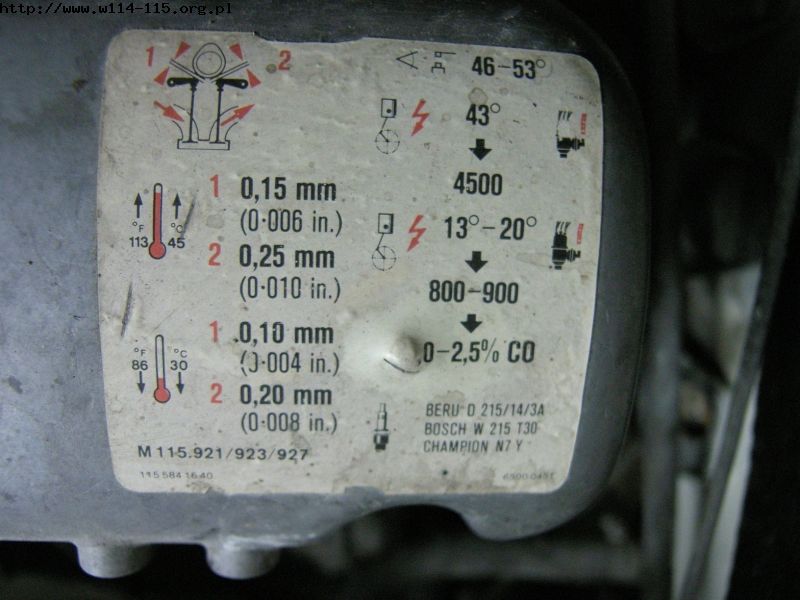 http://www.w114-115.org.pl
1 2
1 0,15 mm
(0·006 in.)
°F °C
113 45
2 0,25 mm
(0·010 in.)
1 0,10 mm
(0·004 in.)
°F °C
86 30
2 0,20 mm
(0·008 in.)
M 115.921/923/927
115 584 16 40
46-53°
43°
4500
13°-20°
800-900
0-2,5% CO
BERU D 215/14/3A
BOSCH W 215 T30
CHAMPION N7Y